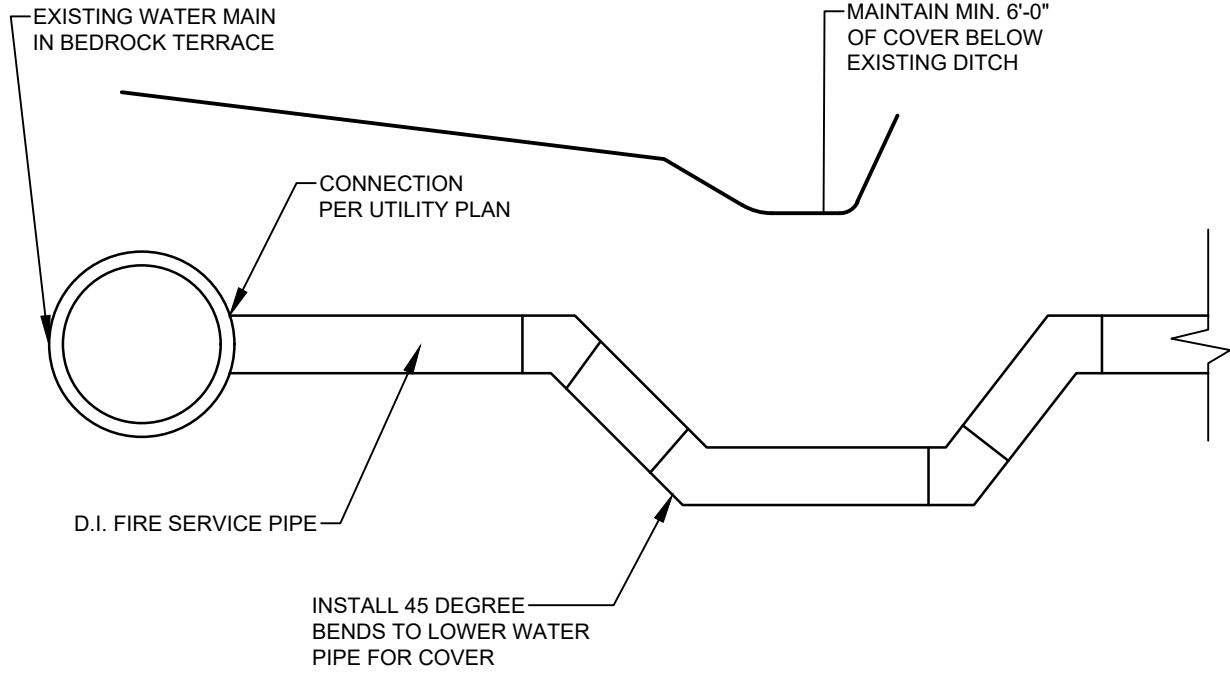 EXISTING WATER MAIN
IN BEDROCK TERRACE
MAINTAIN MIN. 6'-0"
OF COVER BELOW
EXISTING DITCH
CONNECTION
PER UTILITY PLAN
D.I. FIRE SERVICE PIPE
INSTALL 45 DEGREE
BENDS TO LOWER WATER
PIPE FOR COVER